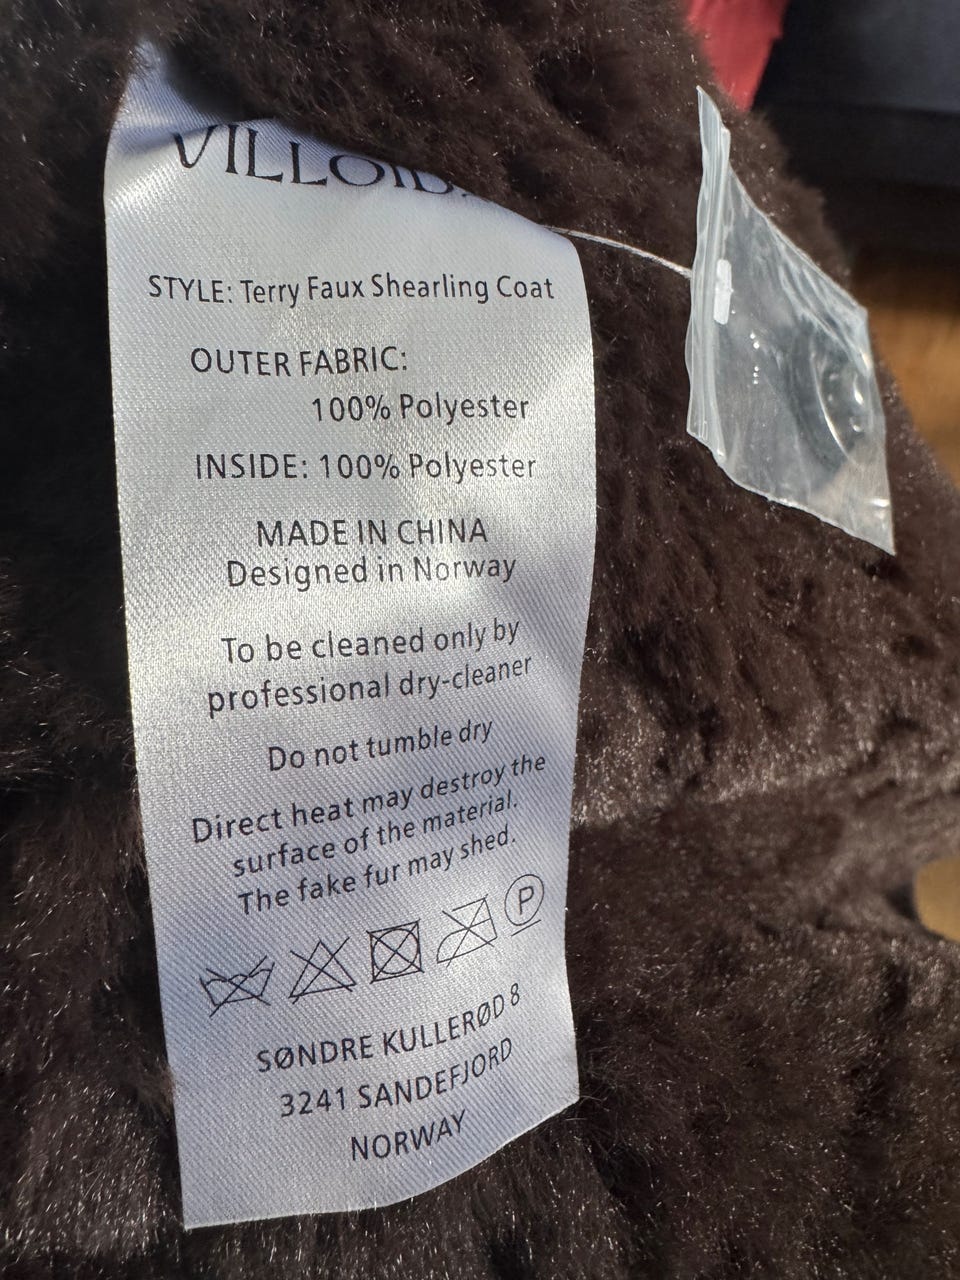 VILLOID.
STYLE: Terry Faux Shearling Coat
OUTER FABRIC:
100% Polyester
INSIDE: 100% Polyester
MADE IN CHINA
Designed in Norway
To be cleaned only by
professional dry-cleaner
Do not tumble dry
Direct heat may destroy the
surface of the material.
The fake fur may shed.
P
SØNDRE KULLERØD 8
3241 SANDEFJORD
NORWAY